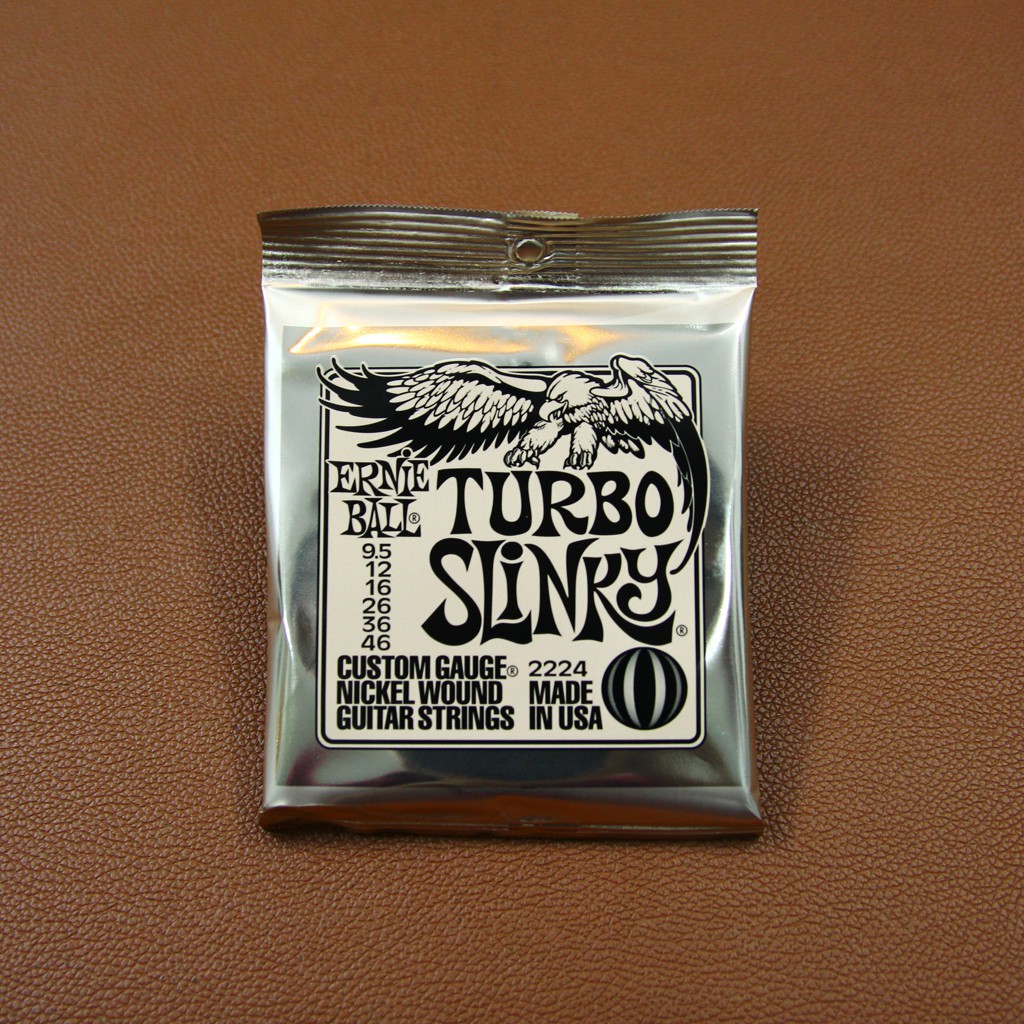 ERNIE
BALL®
TURBO
SLINKY®
9.5
12
16
26
36
46
CUSTOM GAUGE®
NICKEL WOUND
GUITAR STRINGS
2224
MADE
IN USA